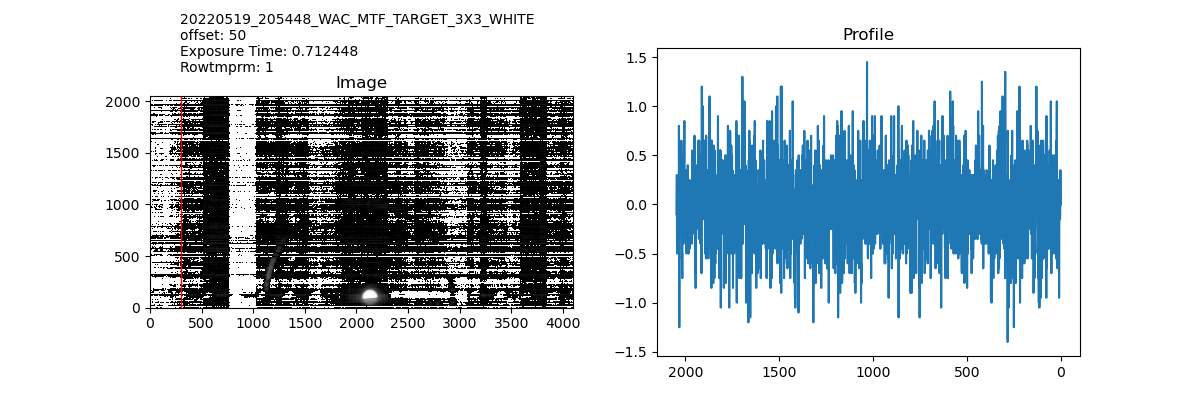 20220519_205448_WAC_MTF_TARGET_3X3_WHITE
offset: 50
Exposure Time: 0.712448
Rowtmprm: 1
Image
2000
1500
1000
500
0
0 500 1000 1500 2000 2500 3000 3500 4000
Profile
1.5
1.0
0.5
0.0
−0.5
−1.0
−1.5
2000 1500 1000 500 0